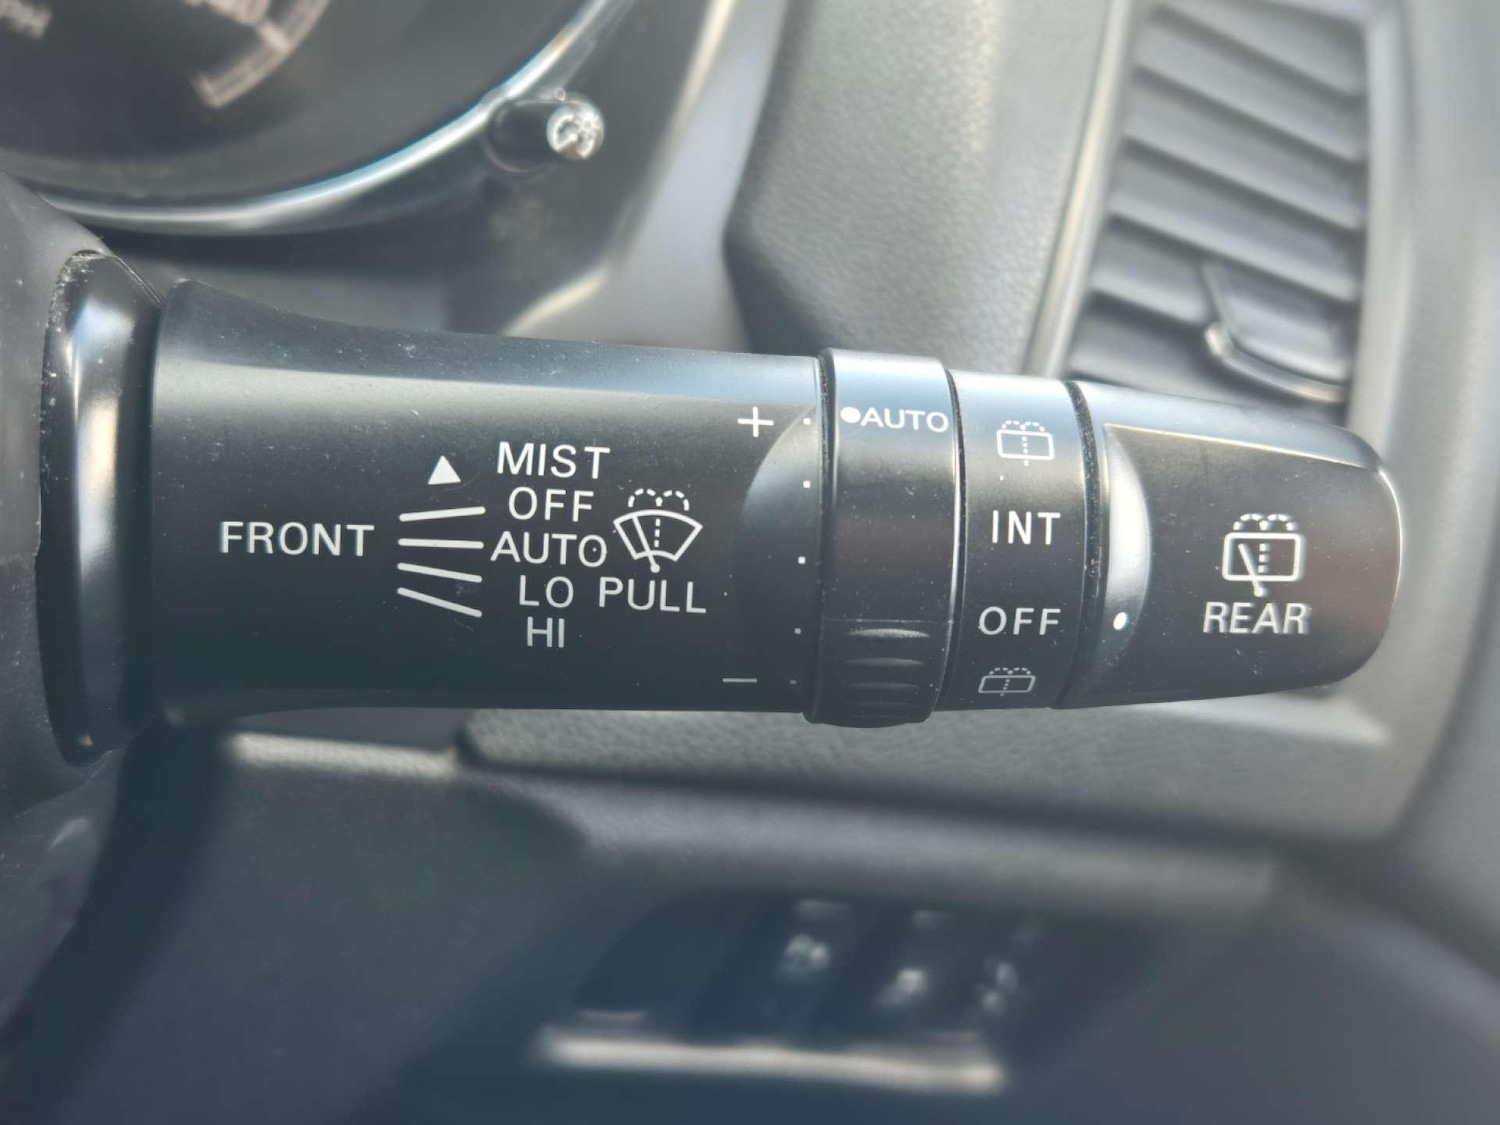 FRONT
MIST
OFF
AUTO
LO PULL
HI
+
−
●AUTO
INT
OFF
REAR